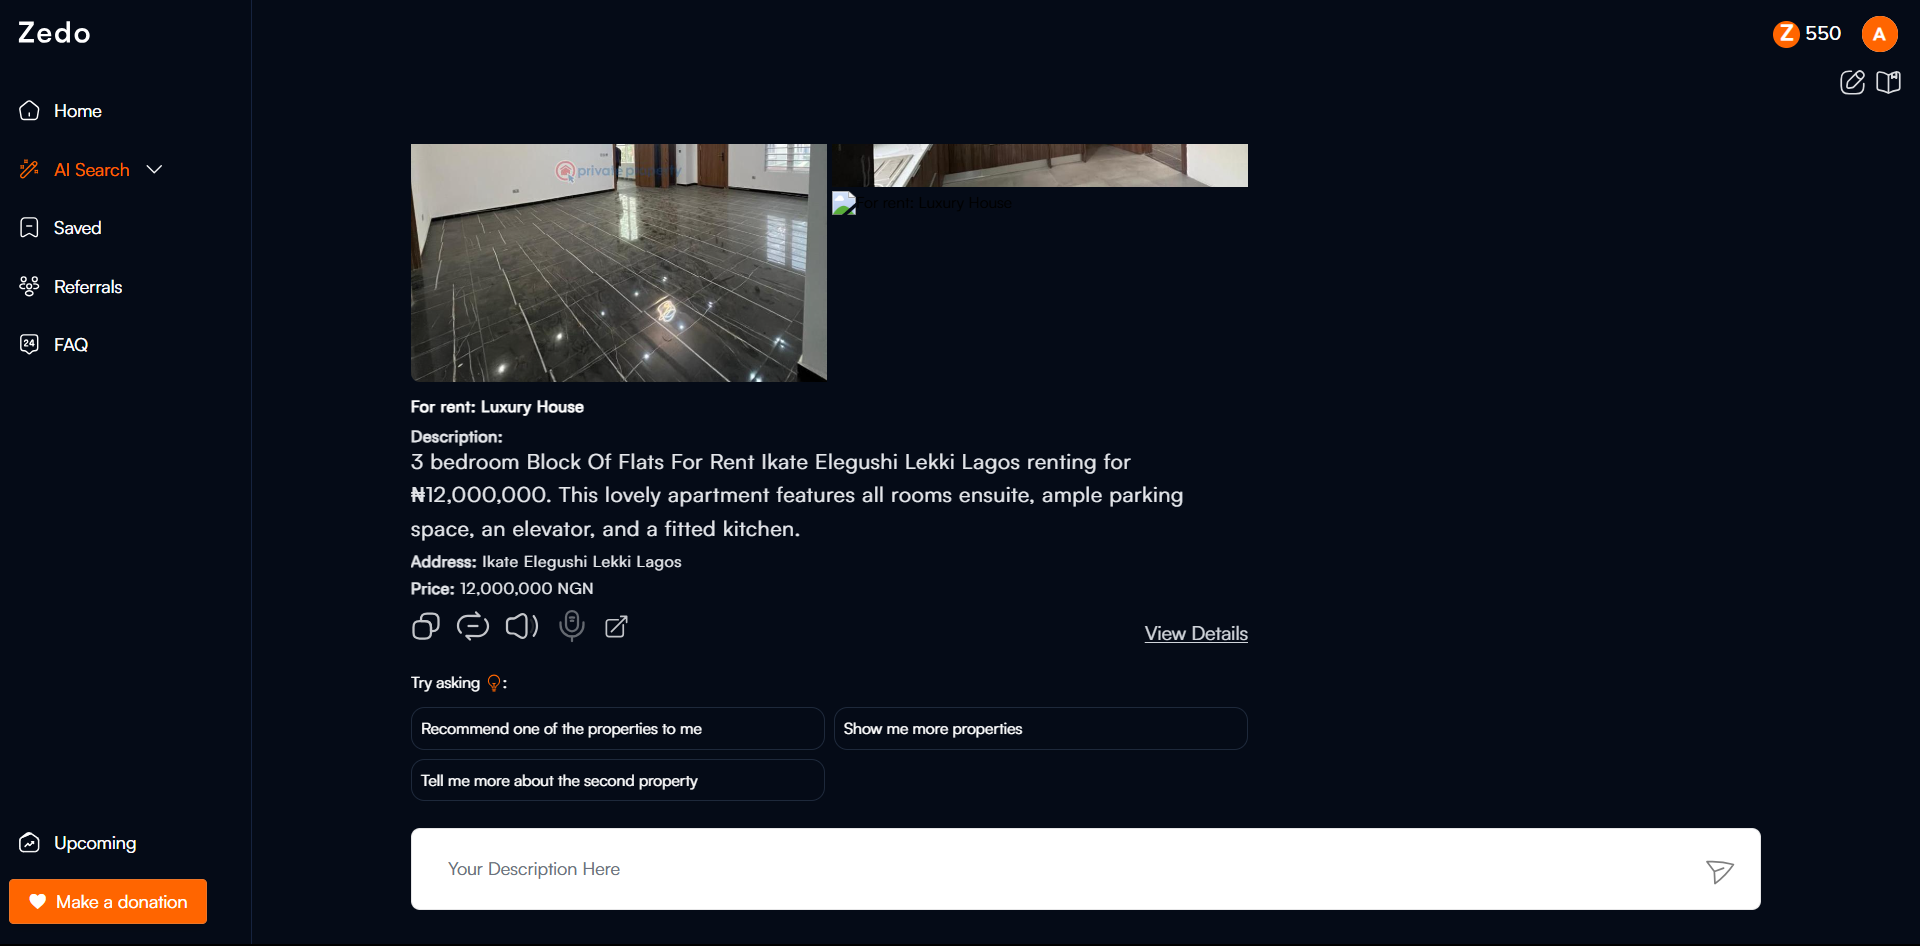 Zedo
Z 550
A
Home
AI Search
Saved
Referrals
24
FAQ
private property
For rent: Luxury House
For rent: Luxury House
Description:
3 bedroom Block Of Flats For Rent Ikate Elegushi Lekki Lagos renting for
₦12,000,000. This lovely apartment features all rooms ensuite, ample parking
space, an elevator, and a fitted kitchen.
Address: Ikate Elegushi Lekki Lagos
Price: 12,000,000 NGN
View Details
Try asking :
Recommend one of the properties to me
Show me more properties
Tell me more about the second property
Upcoming
Make a donation
Your Description Here